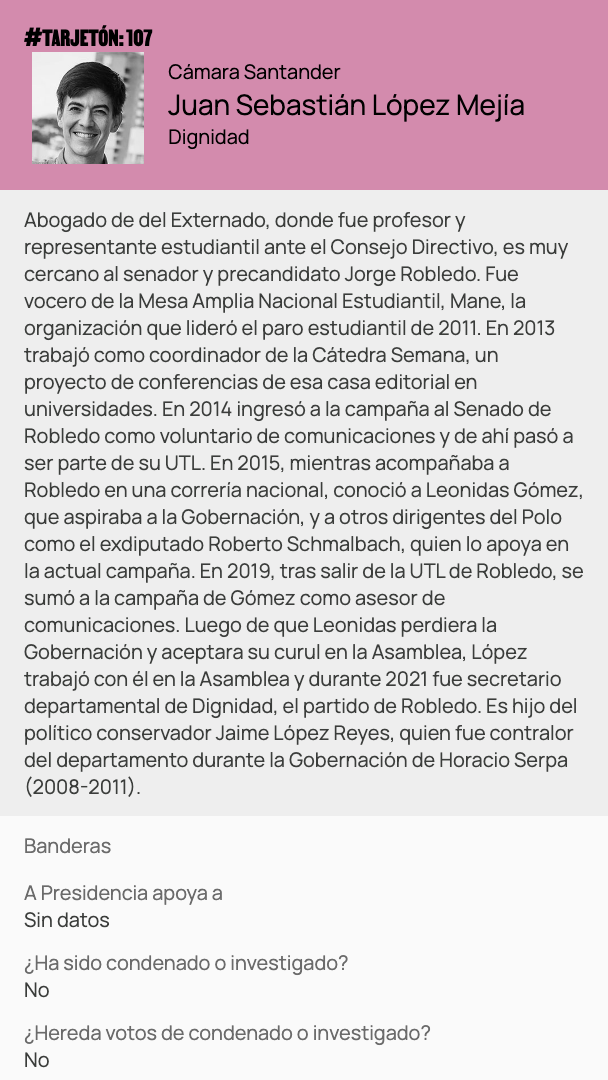 #TARJETÓN: 107
Cámara Santander
Juan Sebastián López Mejía
Dignidad
Abogado de del Externado, donde fue profesor y
representante estudiantil ante el Consejo Directivo, es muy
cercano al senador y precandidato Jorge Robledo. Fue
vocero de la Mesa Amplia Nacional Estudiantil, Mane, la
organización que lideró el paro estudiantil de 2011. En 2013
trabajó como coordinador de la Cátedra Semana, un
proyecto de conferencias de esa casa editorial en
universidades. En 2014 ingresó a la campaña al Senado de
Robledo como voluntario de comunicaciones y de ahí pasó a
ser parte de su UTL. En 2015, mientras acompañaba a
Robledo en una correría nacional, conoció a Leonidas Gómez,
que aspiraba a la Gobernación, y a otros dirigentes del Polo
como el exdiputado Roberto Schmalbach, quien lo apoya en
la actual campaña. En 2019, tras salir de la UTL de Robledo, se
sumó a la campaña de Gómez como asesor de
comunicaciones. Luego de que Leonidas perdiera la
Gobernación y aceptara su curul en la Asamblea, López
trabajó con él en la Asamblea y durante 2021 fue secretario
departamental de Dignidad, el partido de Robledo. Es hijo del
político conservador Jaime López Reyes, quien fue contralor
del departamento durante la Gobernación de Horacio Serpa
(2008-2011).
Banderas
A Presidencia apoya a
Sin datos
¿Ha sido condenado o investigado?
No
¿Hereda votos de condenado o investigado?
No